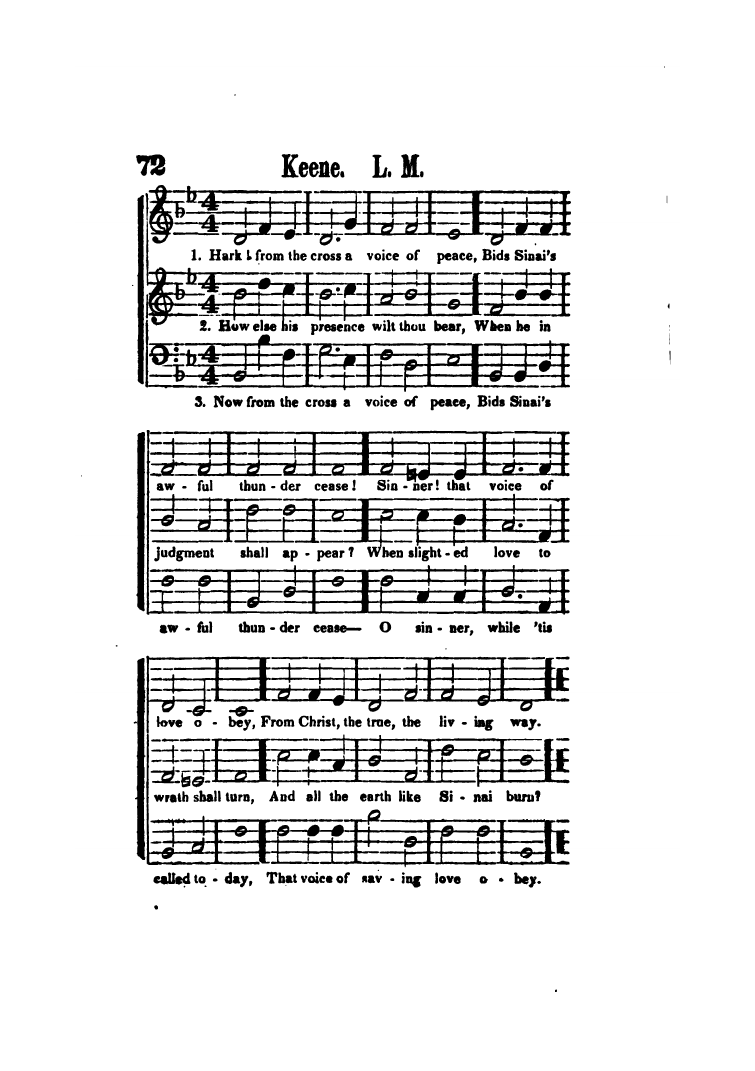 72 Keene. L. M.
1. Hark! from the cross a voice of peace, Bids Sinai's
2. How else his presence wilt thou bear, When he in
3. Now from the cross a voice of peace, Bids Sinai's
aw - ful thun - der cease! Sin - ner! that voice of
judgment shall ap - pear? When slight - ed love to
aw - ful thun - der cease— O sin - ner, while 'tis
love o - bey, From Christ, the true, the liv - ing way.
wrath shall turn, And all the earth like Si - nai burn?
called to - day, That voice of sav - ing love o - bey.